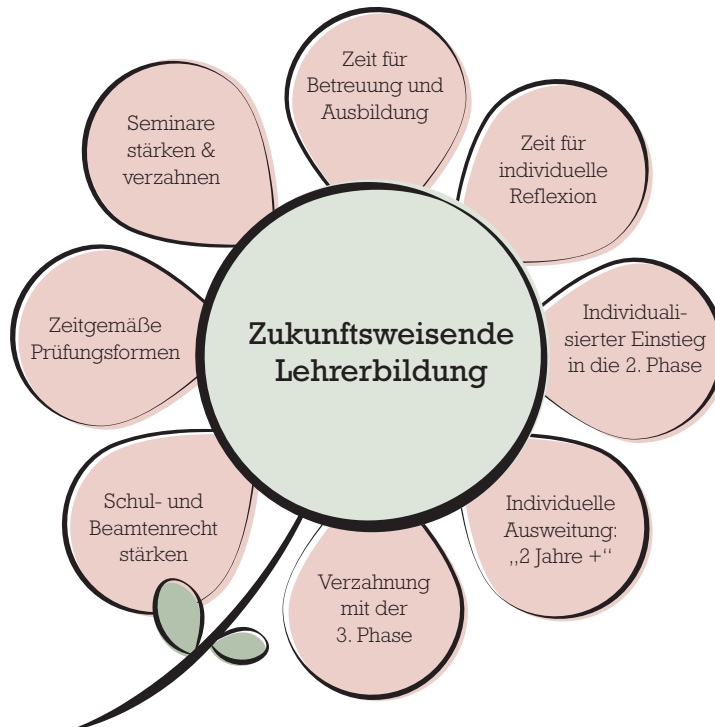 Zeit für
Betreuung und
Ausbildung
Zeit für
individuelle
Reflexion
Individuali-
sierter Einstieg
in die 2. Phase
Individuelle
Ausweitung:
„2 Jahre +“
Verzahnung
mit der
3. Phase
Schul- und
Beamtenrecht
stärken
Zeitgemäße
Prüfungsformen
Seminare
stärken &
verzahnen
Zukunftsweisende
Lehrerbildung